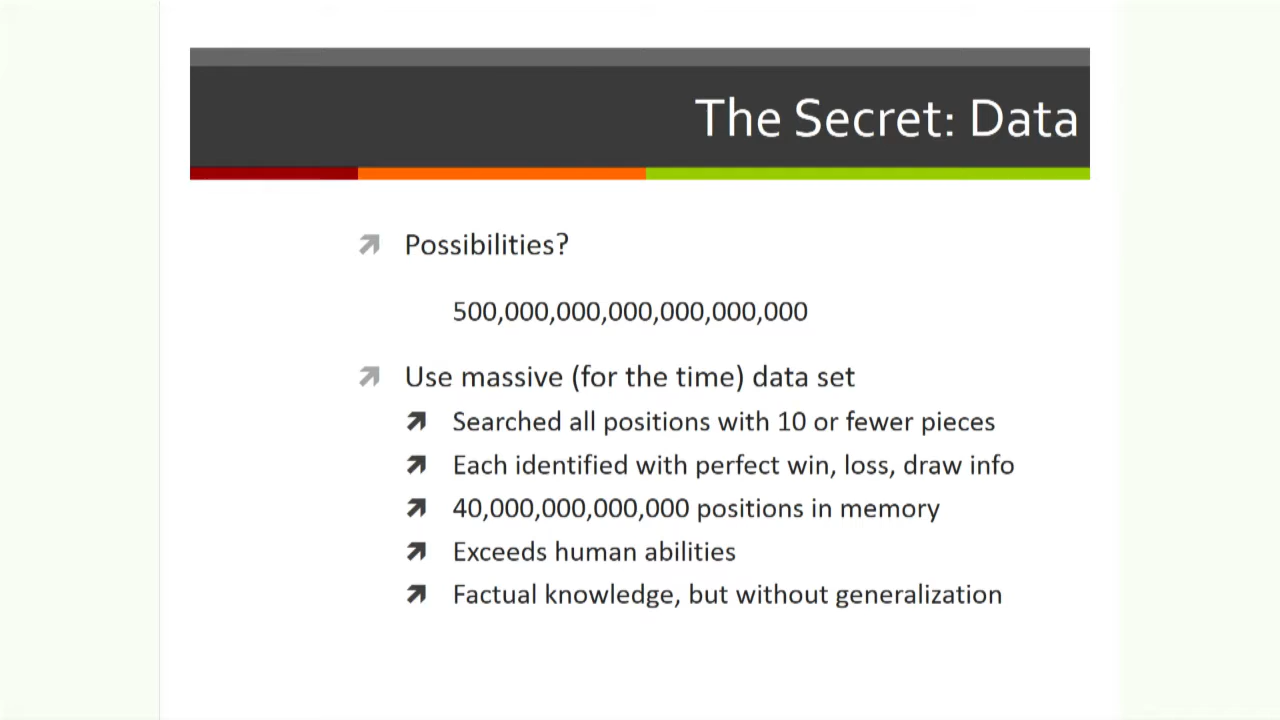 The Secret: Data
Possibilities?
500,000,000,000,000,000,000
Use massive (for the time) data set
Searched all positions with 10 or fewer pieces
Each identified with perfect win, loss, draw info
40,000,000,000,000 positions in memory
Exceeds human abilities
Factual knowledge, but without generalization